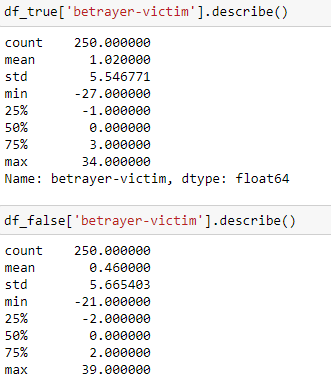 df_true['betrayer-victim'].describe()
count    250.000000
mean       1.020000
std        5.546771
min      -27.000000
25%       -1.000000
50%        0.000000
75%        3.000000
max       34.000000
Name: betrayer-victim, dtype: float64
df_false['betrayer-victim'].describe()
count    250.000000
mean       0.460000
std        5.665403
min      -21.000000
25%       -2.000000
50%        0.000000
75%        2.000000
max       39.000000